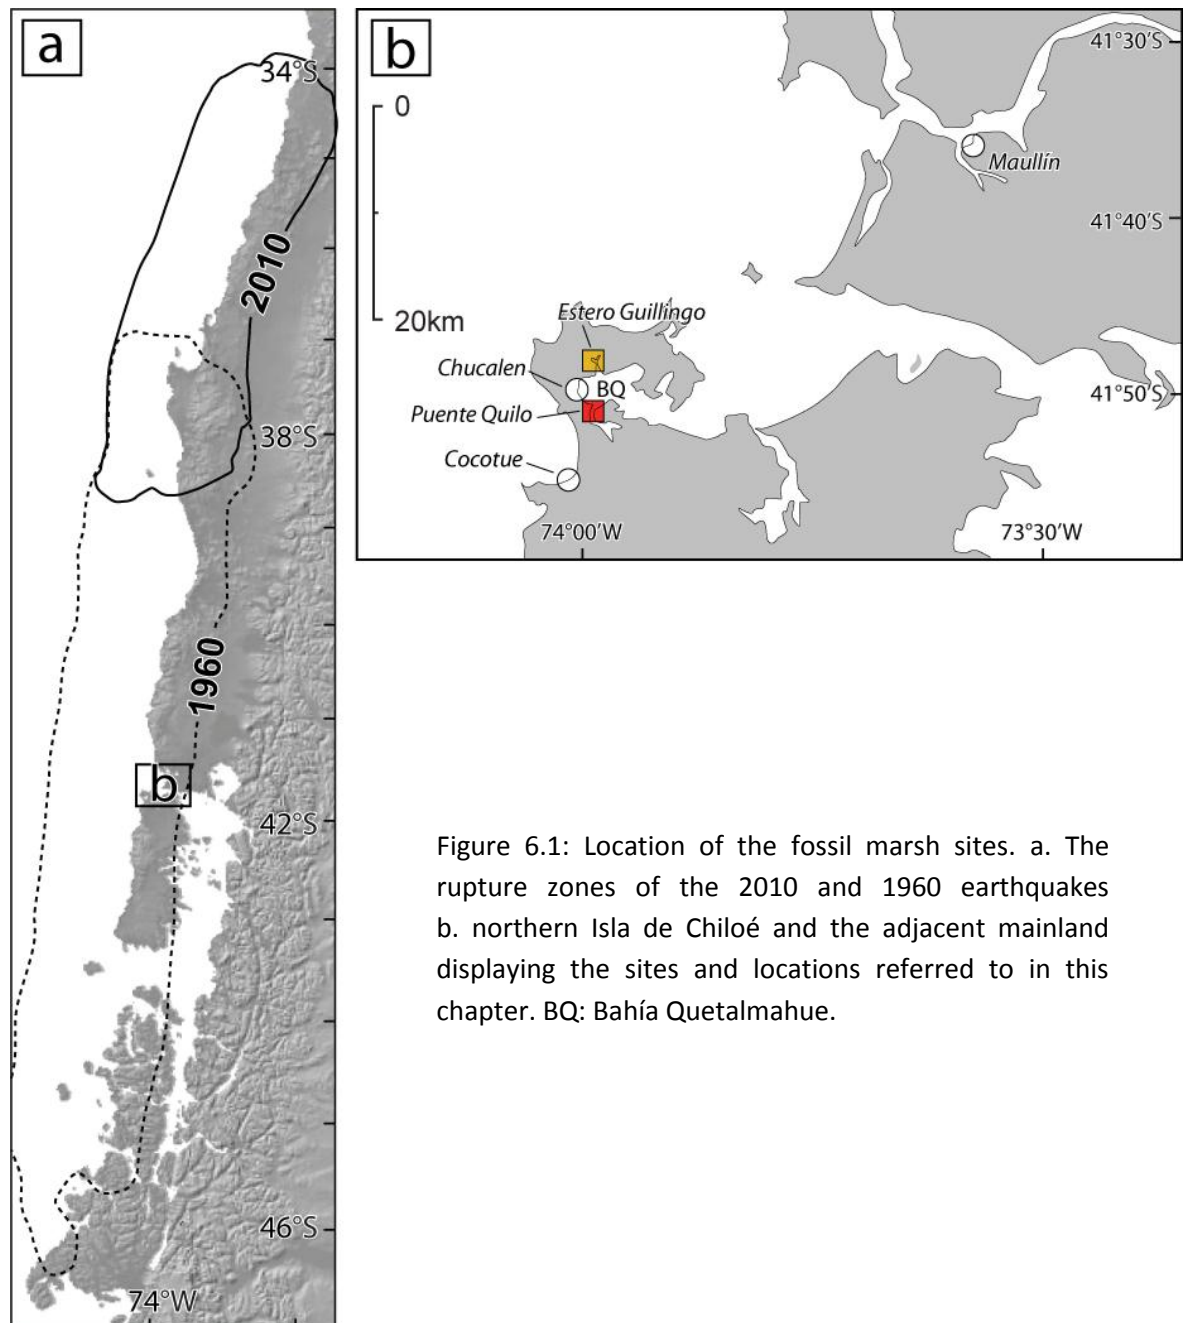 a
34°S
2010
38°S
1960
b
42°S
46°S
74°W
b
0
20km
41°30'S
Maullín
41°40'S
Estero Guillingo
Chucalen
BQ
Puente Quilo
41°50'S
Cocotue
74°00'W
73°30'W
Figure 6.1: Location of the fossil marsh sites. a. The
rupture zones of the 2010 and 1960 earthquakes
b. northern Isla de Chiloé and the adjacent mainland
displaying the sites and locations referred to in this
chapter. BQ: Bahía Quetalmahue.